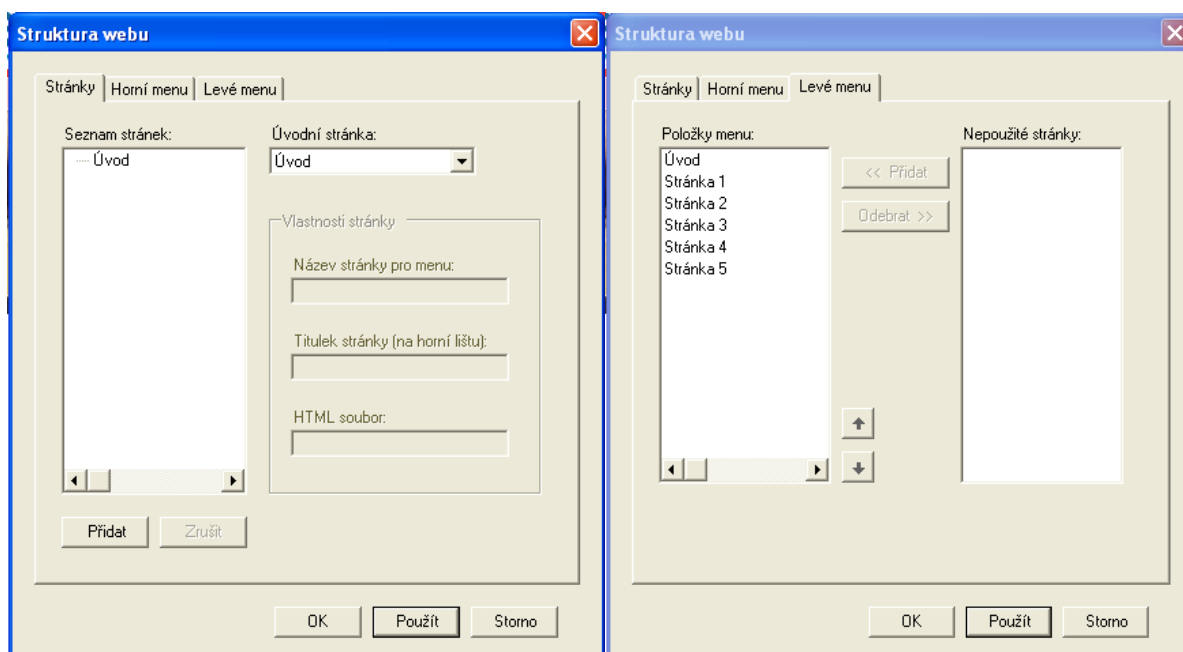 Struktura webu
Stránky Horní menu Levé menu
Seznam stránek:
Úvod
Úvodní stránka:
Úvod
Vlastnosti stránky
Název stránky pro menu:
Titulek stránky (na horní lištu):
HTML soubor:
Přidat Zrušit
OK Použít Storno
Struktura webu
Stránky Horní menu Levé menu
Položky menu:
Úvod
Stránka 1
Stránka 2
Stránka 3
Stránka 4
Stránka 5
<< Přidat
Odebrat >>
Nepoužité stránky:
OK Použít Storno